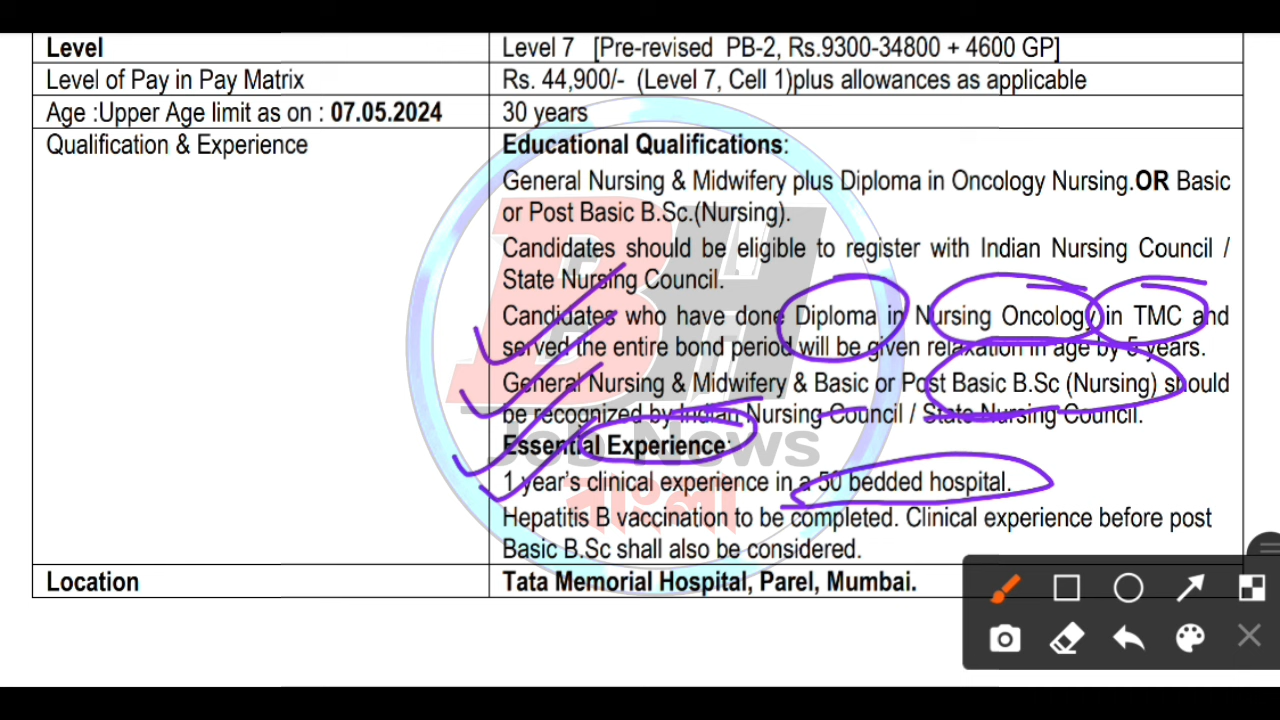 Level
Level 7 [Pre-revised PB-2, Rs.9300-34800 + 4600 GP]
Level of Pay in Pay Matrix
Rs. 44,900/- (Level 7, Cell 1)plus allowances as applicable
Age :Upper Age limit as on : 07.05.2024
30 years
Qualification & Experience
Educational Qualifications:
General Nursing & Midwifery plus Diploma in Oncology Nursing.OR Basic
or Post Basic B.Sc.(Nursing).
Candidates should be eligible to register with Indian Nursing Council /
State Nursing Council.
Candidates who have done Diploma in Nursing Oncology in TMC and
served the entire bond period will be given relaxation in age by 5 years.
General Nursing & Midwifery & Basic or Post Basic B.Sc (Nursing) should
be recognized by Indian Nursing Council / State Nursing Council.
Essential Experience:
1 year's clinical experience in a 50 bedded hospital.
Hepatitis B vaccination to be completed. Clinical experience before post
Basic B.Sc shall also be considered.
Location
Tata Memorial Hospital, Parel, Mumbai.
BH
Job News
বাংলা